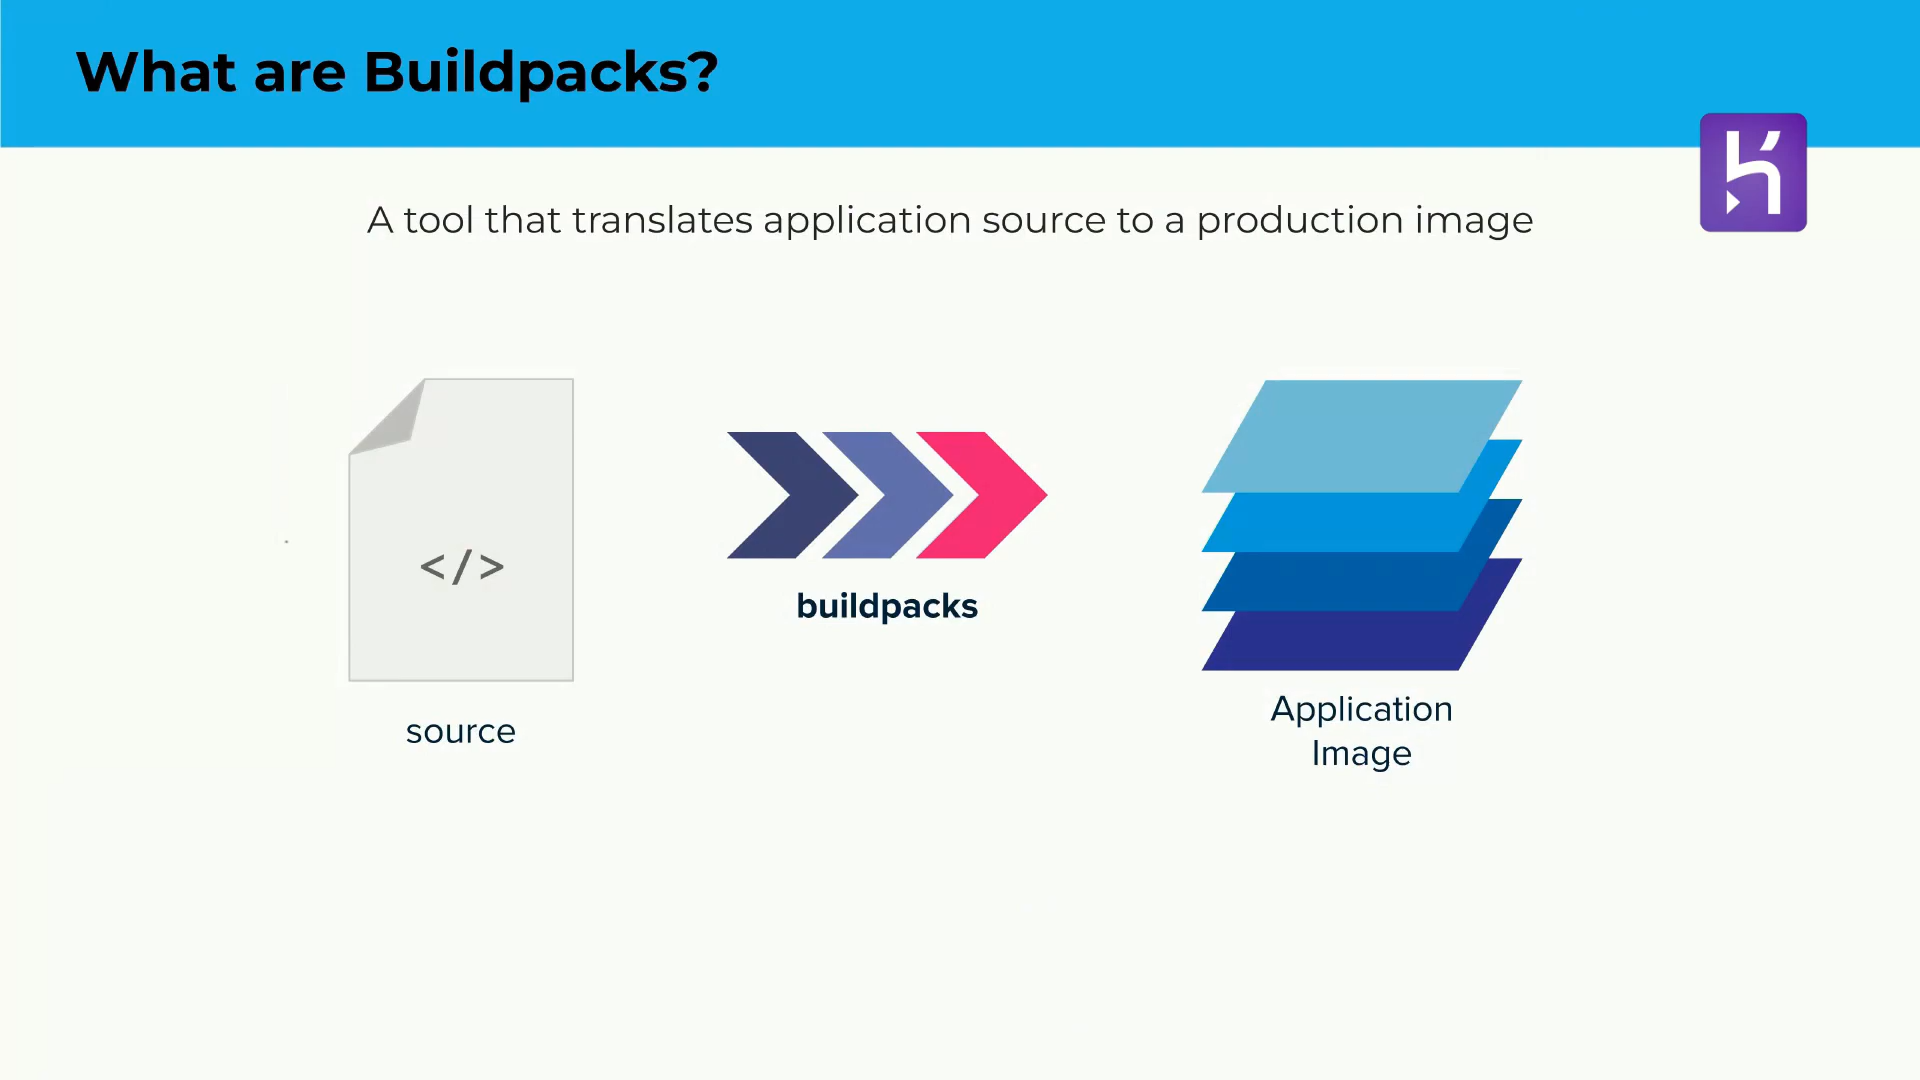 What are Buildpacks?
A tool that translates application source to a production image
</>
buildpacks
source
Application
Image